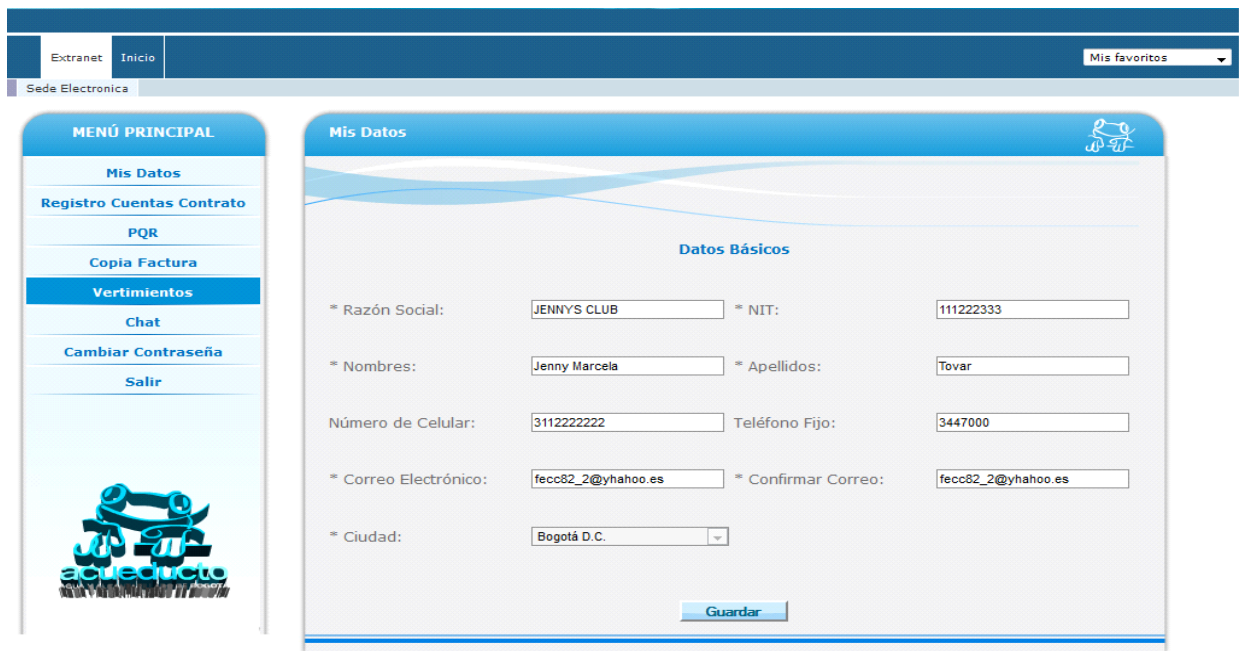 Extranet Inicio Mis favoritos
Sede Electronica
MENÚ PRINCIPAL
Mis Datos
Registro Cuentas Contrato
PQR
Copia Factura
Vertimientos
Chat
Cambiar Contraseña
Salir
acueducto
Mis Datos
Datos Básicos
* Razón Social: JENNYS CLUB * NIT: 111222333
* Nombres: Jenny Marcela * Apellidos: Tovar
Número de Celular: 3112222222 Teléfono Fijo: 3447000
* Correo Electrónico: fecc82_2@yhahoo.es * Confirmar Correo: fecc82_2@yhahoo.es
* Ciudad: Bogotá D.C.
Guardar